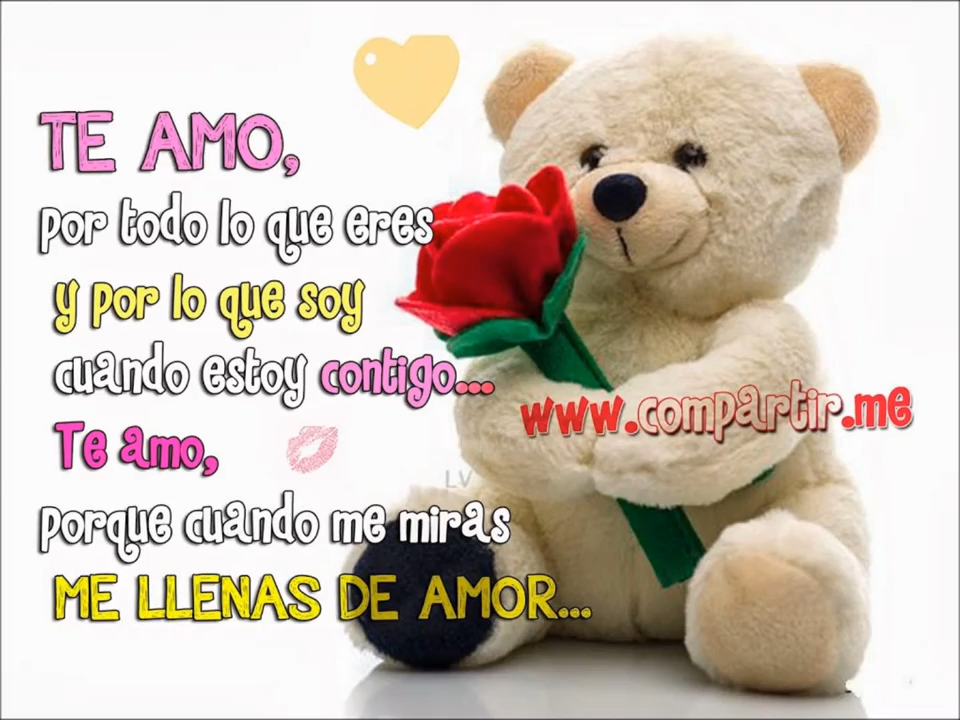 TE AMO,
por todo lo que eres
y por lo que soy
cuando estoy contigo...
Te amo,
porque cuando me miras
ME LLENAS DE AMOR...
www.compartir.me
LV